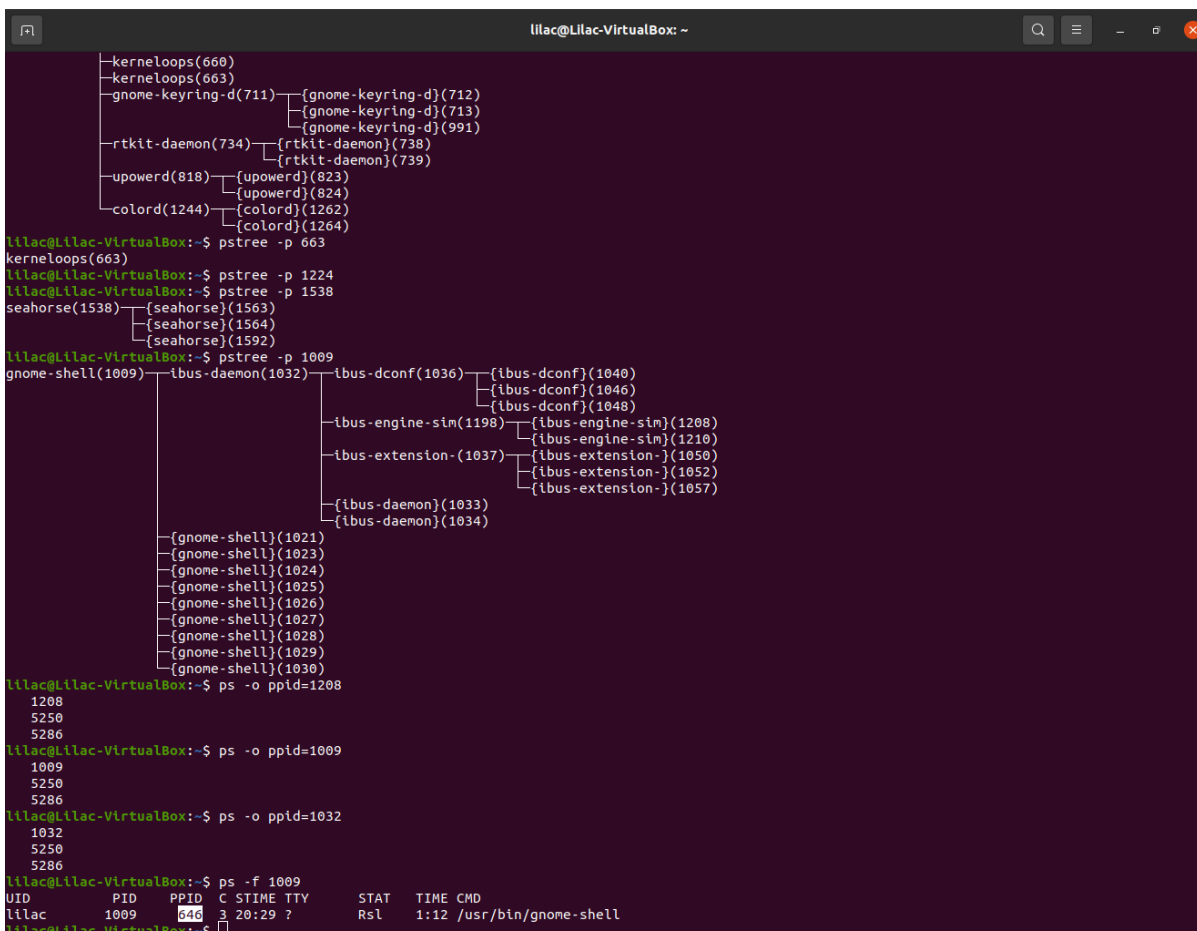 lilac@Lilac-VirtualBox: ~
├─kerneloops(660)
├─kerneloops(663)
├─gnome-keyring-d(711)─┬─{gnome-keyring-d}(712)
├─{gnome-keyring-d}(713)
└─{gnome-keyring-d}(991)
├─rtkit-daemon(734)─┬─{rtkit-daemon}(738)
└─{rtkit-daemon}(739)
├─upowerd(818)─┬─{upowerd}(823)
└─{upowerd}(824)
└─colord(1244)─┬─{colord}(1262)
└─{colord}(1264)
lilac@Lilac-VirtualBox:~$ pstree -p 663
kerneloops(663)
lilac@Lilac-VirtualBox:~$ pstree -p 1224
lilac@Lilac-VirtualBox:~$ pstree -p 1538
seahorse(1538)─┬─{seahorse}(1563)
├─{seahorse}(1564)
└─{seahorse}(1592)
lilac@Lilac-VirtualBox:~$ pstree -p 1009
gnome-shell(1009)─┬─ibus-daemon(1032)─┬─ibus-dconf(1036)─┬─{ibus-dconf}(1040)
├─{ibus-dconf}(1046)
└─{ibus-dconf}(1048)
├─ibus-engine-sim(1198)─┬─{ibus-engine-sim}(1208)
└─{ibus-engine-sim}(1210)
├─ibus-extension-(1037)─┬─{ibus-extension-}(1050)
├─{ibus-extension-}(1052)
└─{ibus-extension-}(1057)
├─{ibus-daemon}(1033)
└─{ibus-daemon}(1034)
├─{gnome-shell}(1021)
├─{gnome-shell}(1023)
├─{gnome-shell}(1024)
├─{gnome-shell}(1025)
├─{gnome-shell}(1026)
├─{gnome-shell}(1027)
├─{gnome-shell}(1028)
├─{gnome-shell}(1029)
└─{gnome-shell}(1030)
lilac@Lilac-VirtualBox:~$ ps -o ppid=1208
1208
5250
5286
lilac@Lilac-VirtualBox:~$ ps -o ppid=1009
1009
5250
5286
lilac@Lilac-VirtualBox:~$ ps -o ppid=1032
1032
5250
5286
lilac@Lilac-VirtualBox:~$ ps -f 1009
UID PID PPID C STIME TTY STAT TIME CMD
lilac 1009 646 3 20:29 ? Rsl 1:12 /usr/bin/gnome-shell
lilac@Lilac-VirtualBox:~$